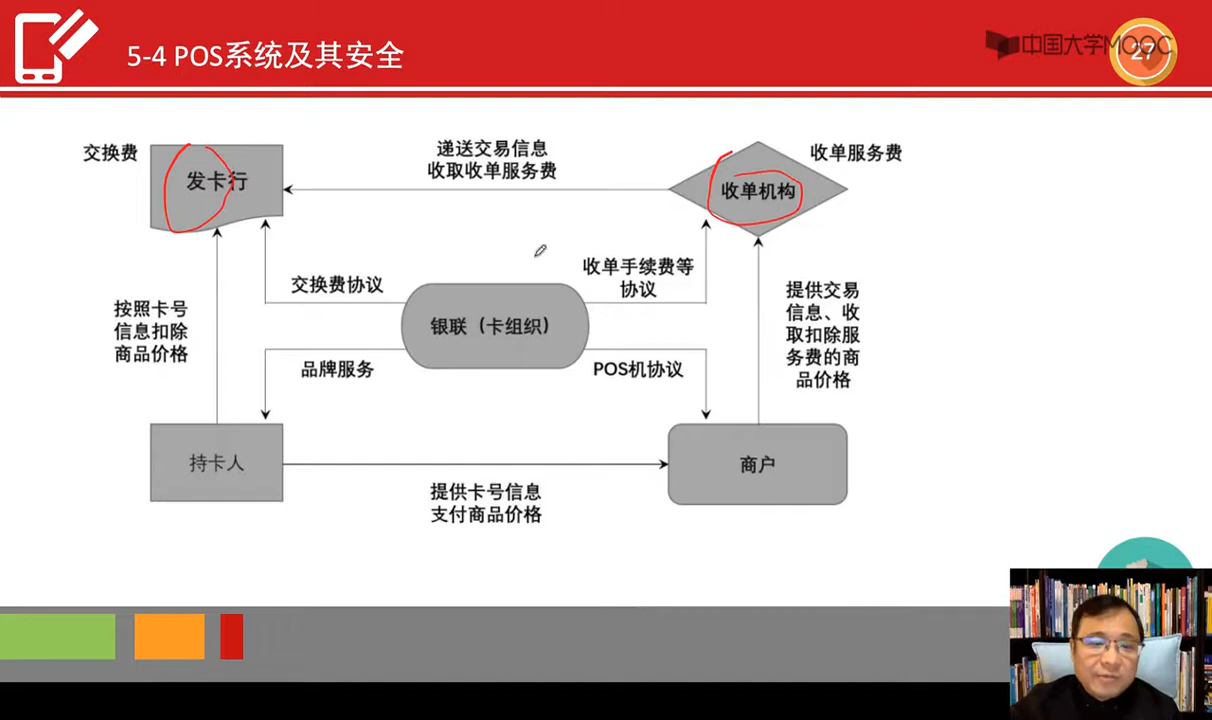 5-4 POS系统及其安全
中国大学MOOC
27
交换费
发卡行
递送交易信息
收取收单服务费
收单机构
收单服务费
交换费协议
收单手续费等
协议
按照卡号
信息扣除
商品价格
银联（卡组织）
提供交易
信息、收
取扣除服
务费的商
品价格
品牌服务
POS机协议
持卡人
商户
提供卡号信息
支付商品价格